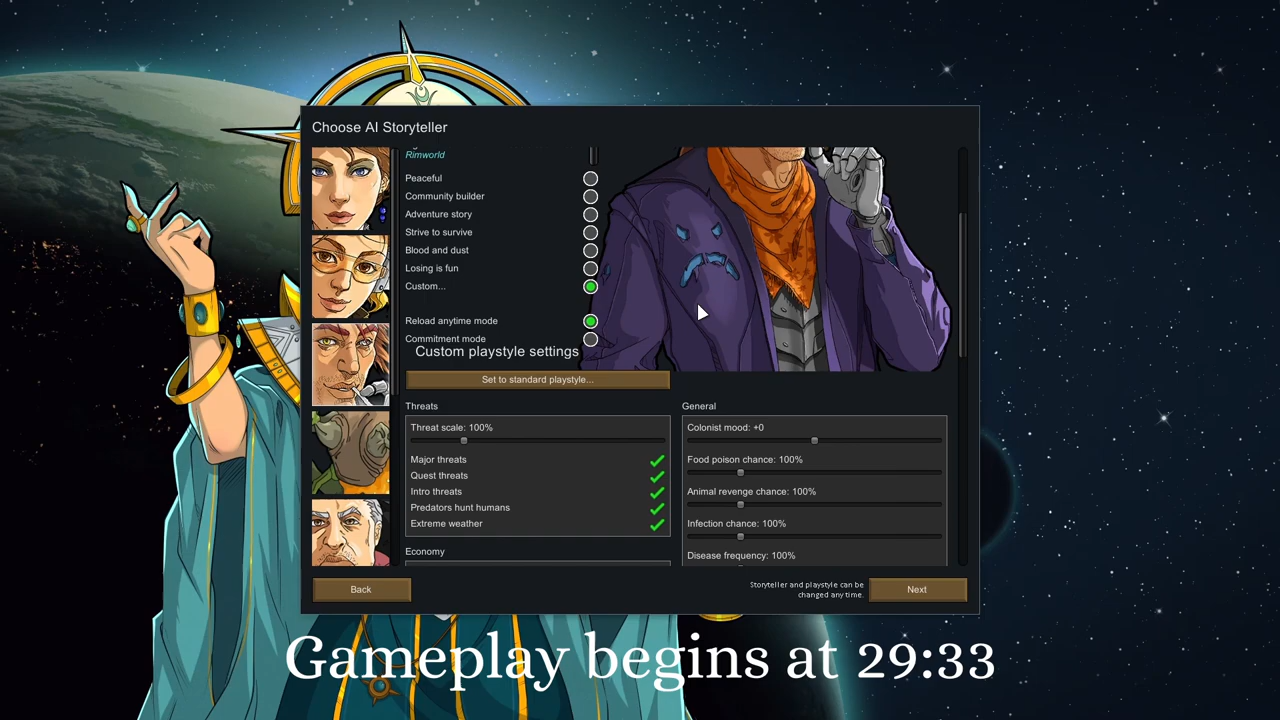 Choose AI Storyteller
Rimworld
Peaceful
Community builder
Adventure story
Strive to survive
Blood and dust
Losing is fun
Custom...
Reload anytime mode
Commitment mode
Custom playstyle settings
Set to standard playstyle...
Threats
Threat scale: 100%
Major threats
Quest threats
Intro threats
Predators hunt humans
Extreme weather
Economy
General
Colonist mood: +0
Food poison chance: 100%
Animal revenge chance: 100%
Infection chance: 100%
Disease frequency: 100%
Back
Storyteller and playstyle can be
changed any time.
Next
Gameplay begins at 29:33